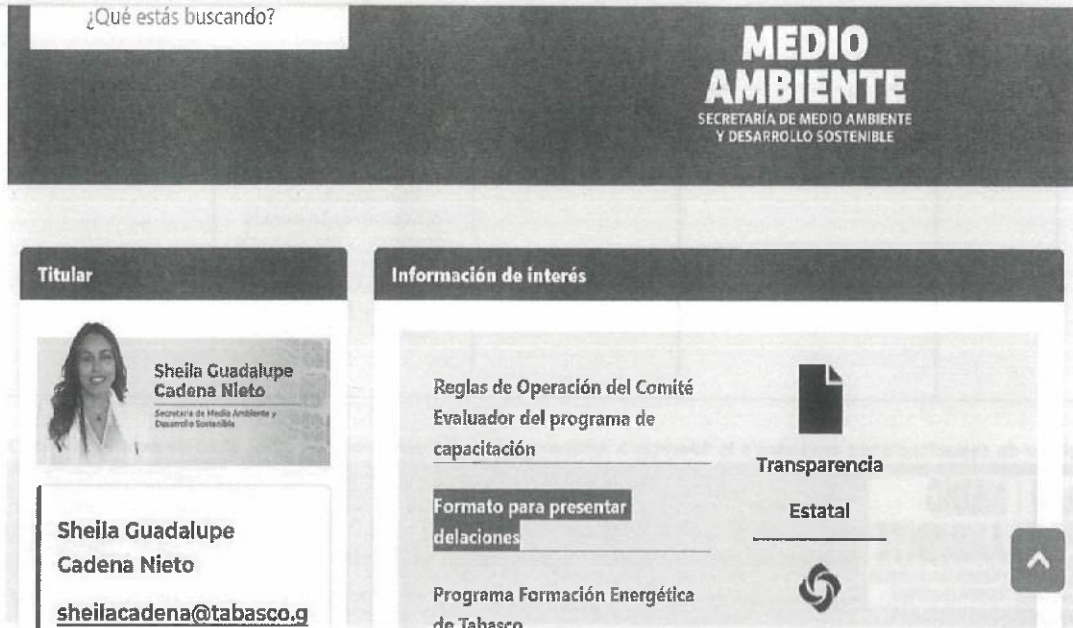 ¿Qué estás buscando?
MEDIO
AMBIENTE
SECRETARÍA DE MEDIO AMBIENTE
Y DESARROLLO SOSTENIBLE
Titular
Sheila Guadalupe
Cadena Nieto
Secretaria de Medio Ambiente y
Desarrollo Sostenible
Sheila Guadalupe
Cadena Nieto
sheilacadena@tabasco.g
Información de interés
Reglas de Operación del Comité
Evaluador del programa de
capacitación
Formato para presentar
delaciones
Programa Formación Energética
de Tabasco
Transparencia
Estatal